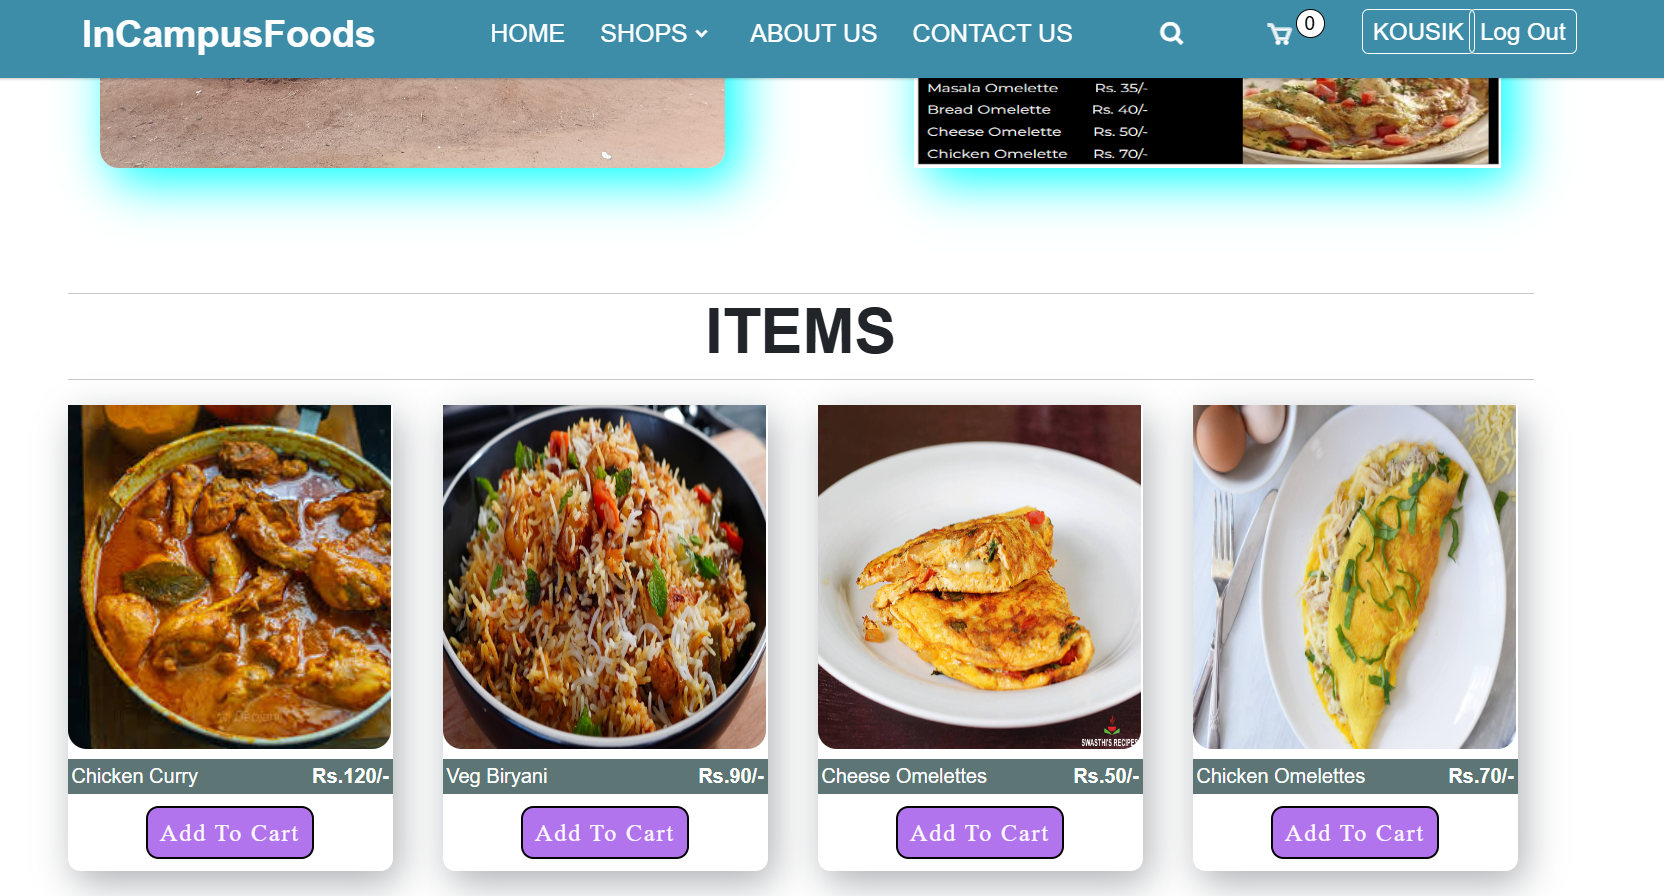 InCampusFoods HOME SHOPS ABOUT US CONTACT US 0 KOUSIK Log Out
Masala Omelette Rs. 35/-
Bread Omelette Rs. 40/-
Cheese Omelette Rs. 50/-
Chicken Omelette Rs. 70/-
ITEMS
SWASTHI'S RECIPES
Chicken Curry Rs.120/- Veg Biryani Rs.90/- Cheese Omelettes Rs.50/- Chicken Omelettes Rs.70/-
Add To Cart Add To Cart Add To Cart Add To Cart